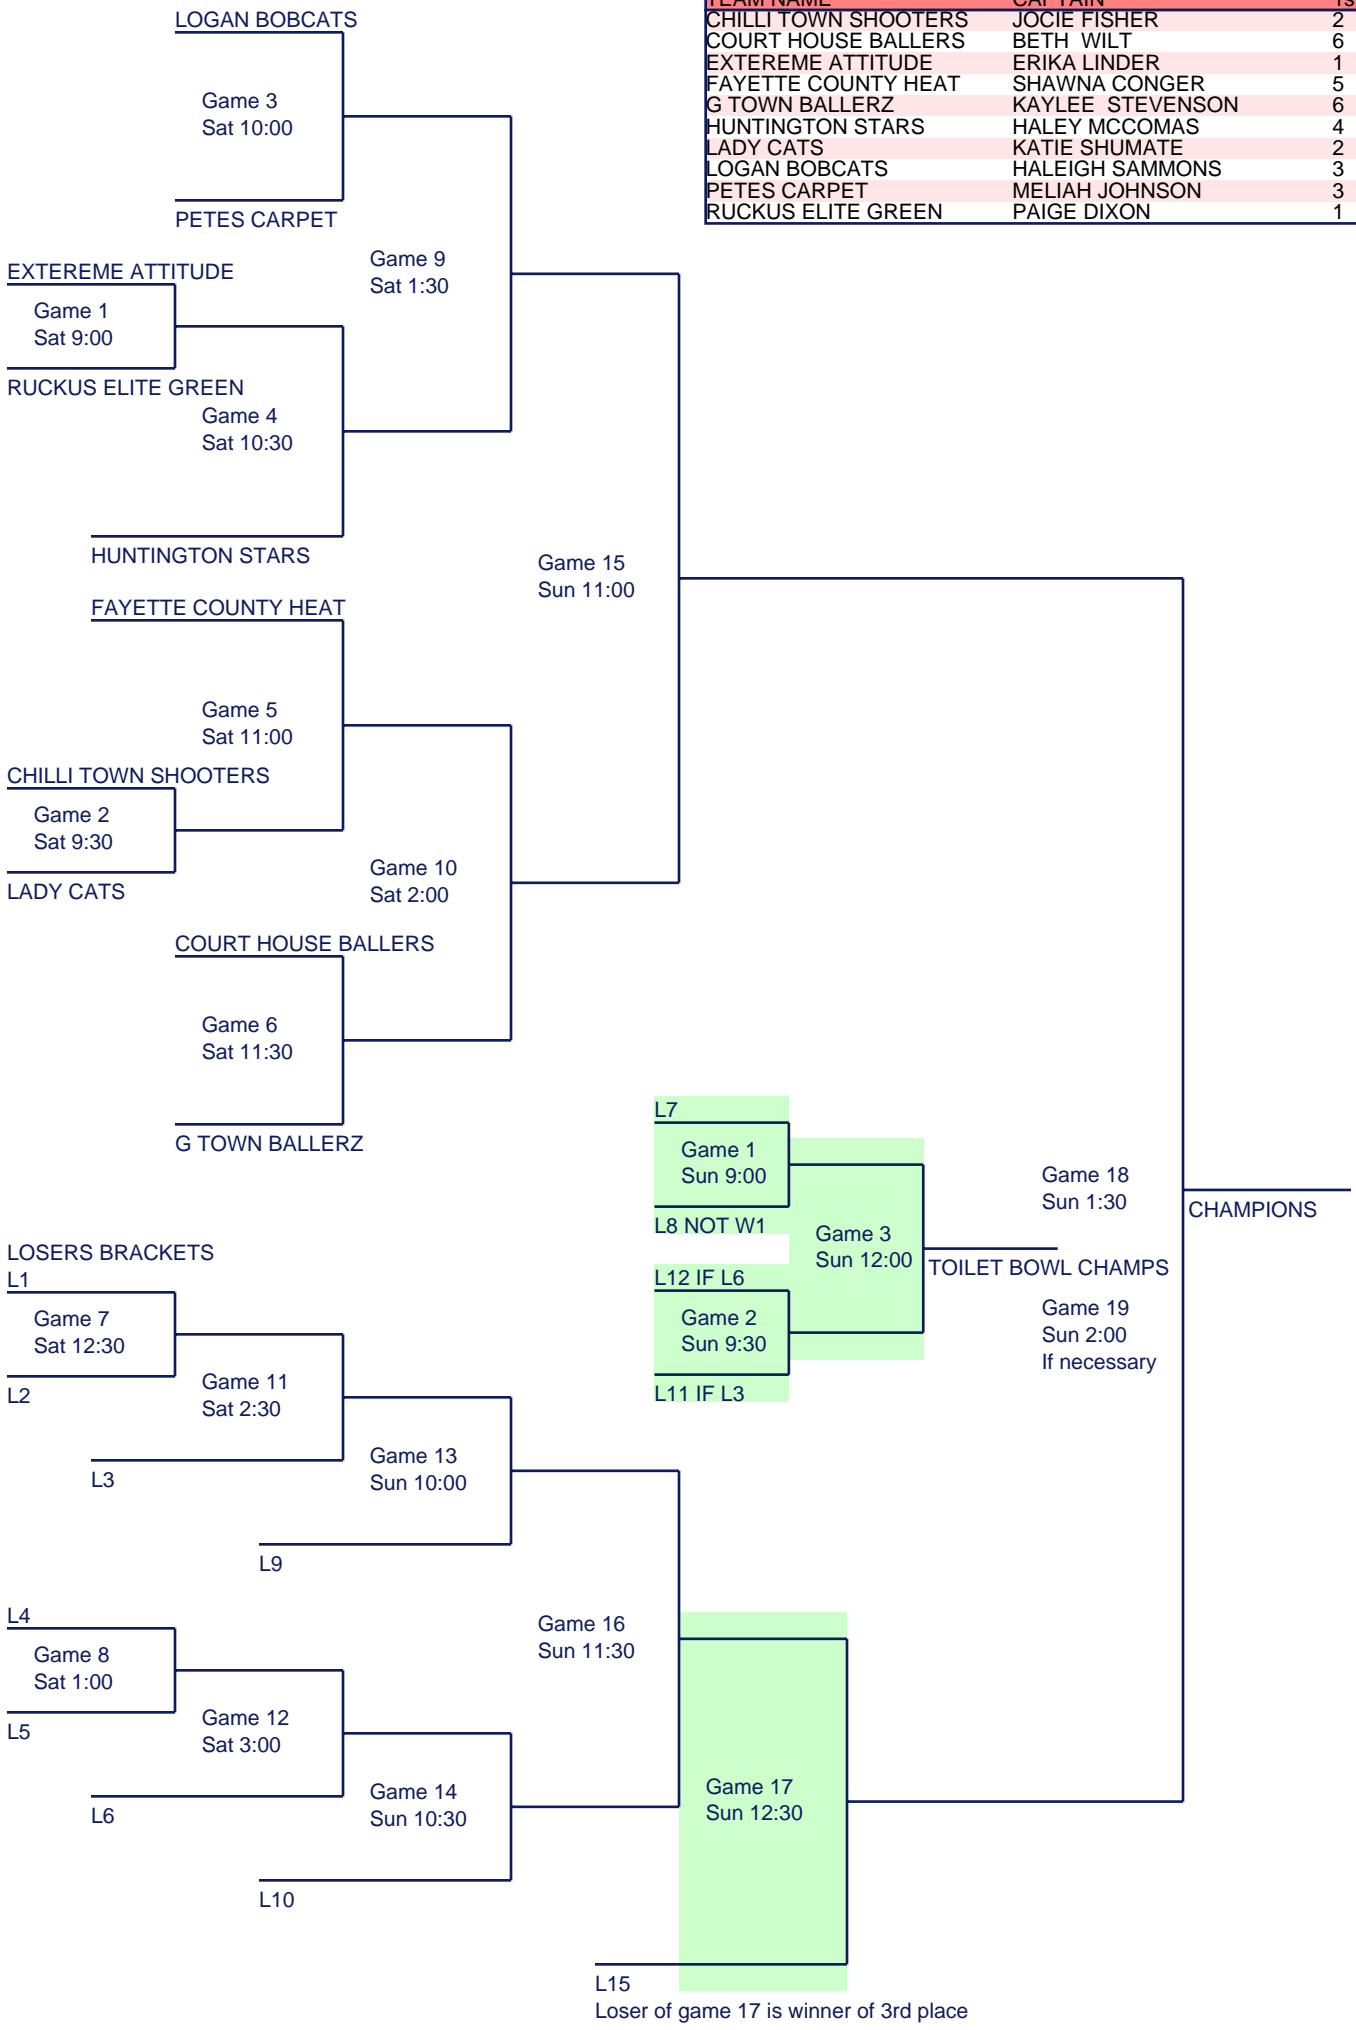 TEAM NAME CAPTAIN 1s
CHILLI TOWN SHOOTERS JOCIE FISHER 2
COURT HOUSE BALLERS BETH WILT 6
EXTEREME ATTITUDE ERIKA LINDER 1
FAYETTE COUNTY HEAT SHAWNA CONGER 5
G TOWN BALLERZ KAYLEE STEVENSON 6
HUNTINGTON STARS HALEY MCCOMAS 4
LADY CATS KATIE SHUMATE 2
LOGAN BOBCATS HALEIGH SAMMONS 3
PETES CARPET MELIAH JOHNSON 3
RUCKUS ELITE GREEN PAIGE DIXON 1
LOGAN BOBCATS
Game 3
Sat 10:00
PETES CARPET
Game 9
Sat 1:30
EXTEREME ATTITUDE
Game 1
Sat 9:00
RUCKUS ELITE GREEN
Game 4
Sat 10:30
HUNTINGTON STARS
Game 15
Sun 11:00
FAYETTE COUNTY HEAT
Game 5
Sat 11:00
CHILLI TOWN SHOOTERS
Game 2
Sat 9:30
LADY CATS
Game 10
Sat 2:00
COURT HOUSE BALLERS
Game 6
Sat 11:30
G TOWN BALLERZ
L7
Game 1
Sun 9:00
L8 NOT W1
Game 3
Sun 12:00
L12 IF L6
Game 2
Sun 9:30
L11 IF L3
TOILET BOWL CHAMPS
Game 18
Sun 1:30
CHAMPIONS
Game 19
Sun 2:00
If necessary
LOSERS BRACKETS
L1
Game 7
Sat 12:30
L2
Game 11
Sat 2:30
L3
Game 13
Sun 10:00
L9
L4
Game 8
Sat 1:00
L5
Game 12
Sat 3:00
L6
Game 14
Sun 10:30
L10
Game 16
Sun 11:30
Game 17
Sun 12:30
L15
Loser of game 17 is winner of 3rd place